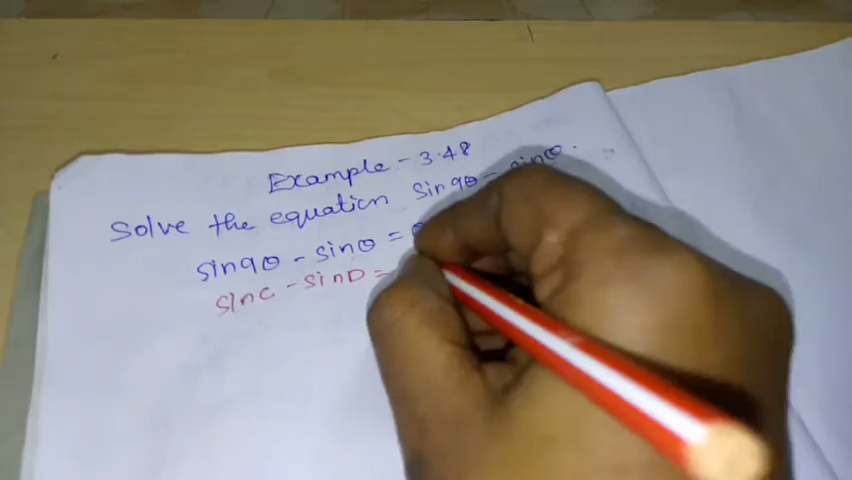 Example - 3.48
Solve the equation sin9θ - sinθ.
sin9θ - sinθ =
sinC - sinD =